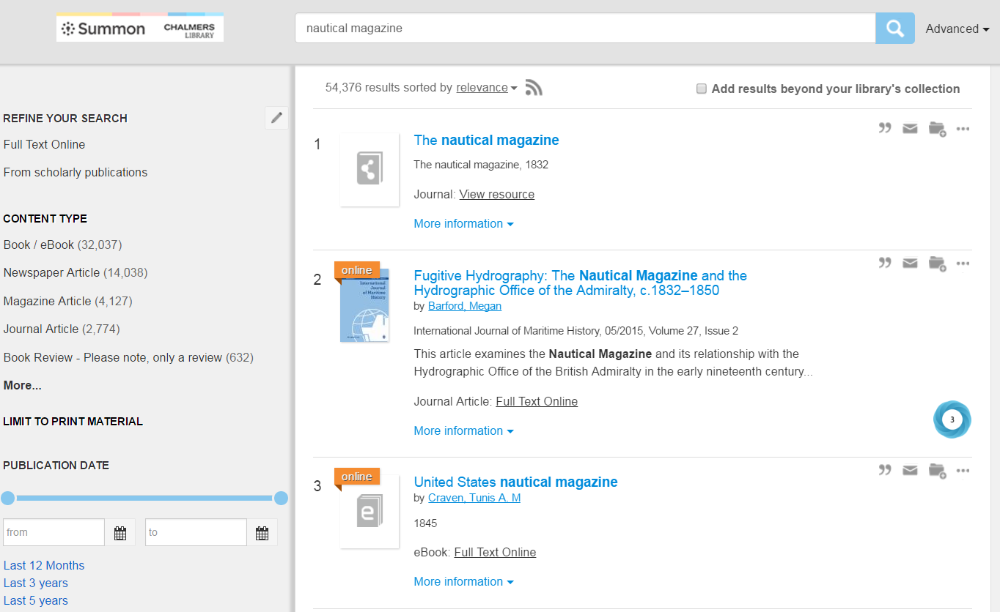 Summon CHALMERS LIBRARY
nautical magazine
Advanced
REFINE YOUR SEARCH
Full Text Online
From scholarly publications
CONTENT TYPE
Book / eBook (32,037)
Newspaper Article (14,038)
Magazine Article (4,127)
Journal Article (2,774)
Book Review - Please note, only a review (632)
More...
LIMIT TO PRINT MATERIAL
PUBLICATION DATE
from
to
Last 12 Months
Last 3 years
Last 5 years
54,376 results sorted by relevance
Add results beyond your library's collection
1
The nautical magazine
The nautical magazine, 1832
Journal: View resource
More information
2
online
International
Journal
of Maritime
History
Fugitive Hydrography: The Nautical Magazine and the
Hydrographic Office of the Admiralty, c.1832–1850
by Barford, Megan
International Journal of Maritime History, 05/2015, Volume 27, Issue 2
This article examines the Nautical Magazine and its relationship with the
Hydrographic Office of the British Admiralty in the early nineteenth century...
Journal Article: Full Text Online
More information
3
3
online
e
United States nautical magazine
by Craven, Tunis A. M
1845
eBook: Full Text Online
More information